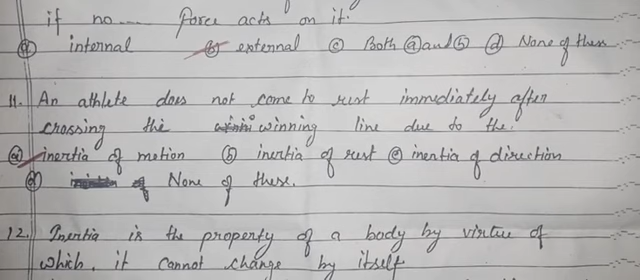 if no .... force acts on it.
(a) internal (b) external (c) Both (a) and (b) (d) None of these
11. An athlete does not come to rest immediately after
crossing the winning line due to the.
(a) inertia of motion (b) inertia of rest (c) inertia of direction
(d) None of these.
12. Inertia is the property of a body by virtue of
which, it cannot change by itself